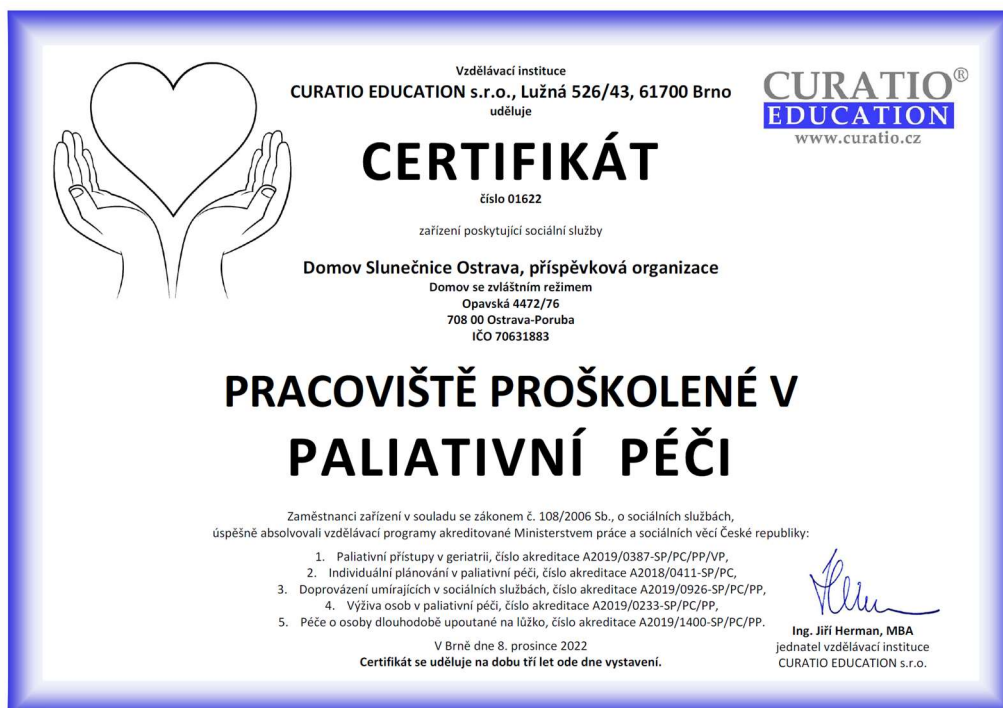 Vzdělávací instituce
CURATIO EDUCATION s.r.o., Lužná 526/43, 61700 Brno
uděluje
CURATIO®
EDUCATION
www.curatio.cz
CERTIFIKÁT
číslo 01622
zařízení poskytující sociální služby
Domov Slunečnice Ostrava, příspěvková organizace
Domov se zvláštním režimem
Opavská 4472/76
708 00 Ostrava-Poruba
IČO 70631883
PRACOVIŠTĚ PROŠKOLENÉ V
PALIATIVNÍ PÉČI
Zaměstnanci zařízení v souladu se zákonem č. 108/2006 Sb., o sociálních službách,
úspěšně absolvovali vzdělávací programy akreditované Ministerstvem práce a sociálních věcí České republiky:
1. Paliativní přístupy v geriatrii, číslo akreditace A2019/0387-SP/PC/PP/VP,
2. Individuální plánování v paliativní péči, číslo akreditace A2018/0411-SP/PC,
3. Doprovázení umírajících v sociálních službách, číslo akreditace A2019/0926-SP/PC/PP,
4. Výživa osob v paliativní péči, číslo akreditace A2019/0233-SP/PC/PP,
5. Péče o osoby dlouhodobě upoutané na lůžko, číslo akreditace A2019/1400-SP/PC/PP.
V Brně dne 8. prosince 2022
Certifikát se uděluje na dobu tří let ode dne vystavení.
Ing. Jiří Herman, MBA
jednatel vzdělávací instituce
CURATIO EDUCATION s.r.o.